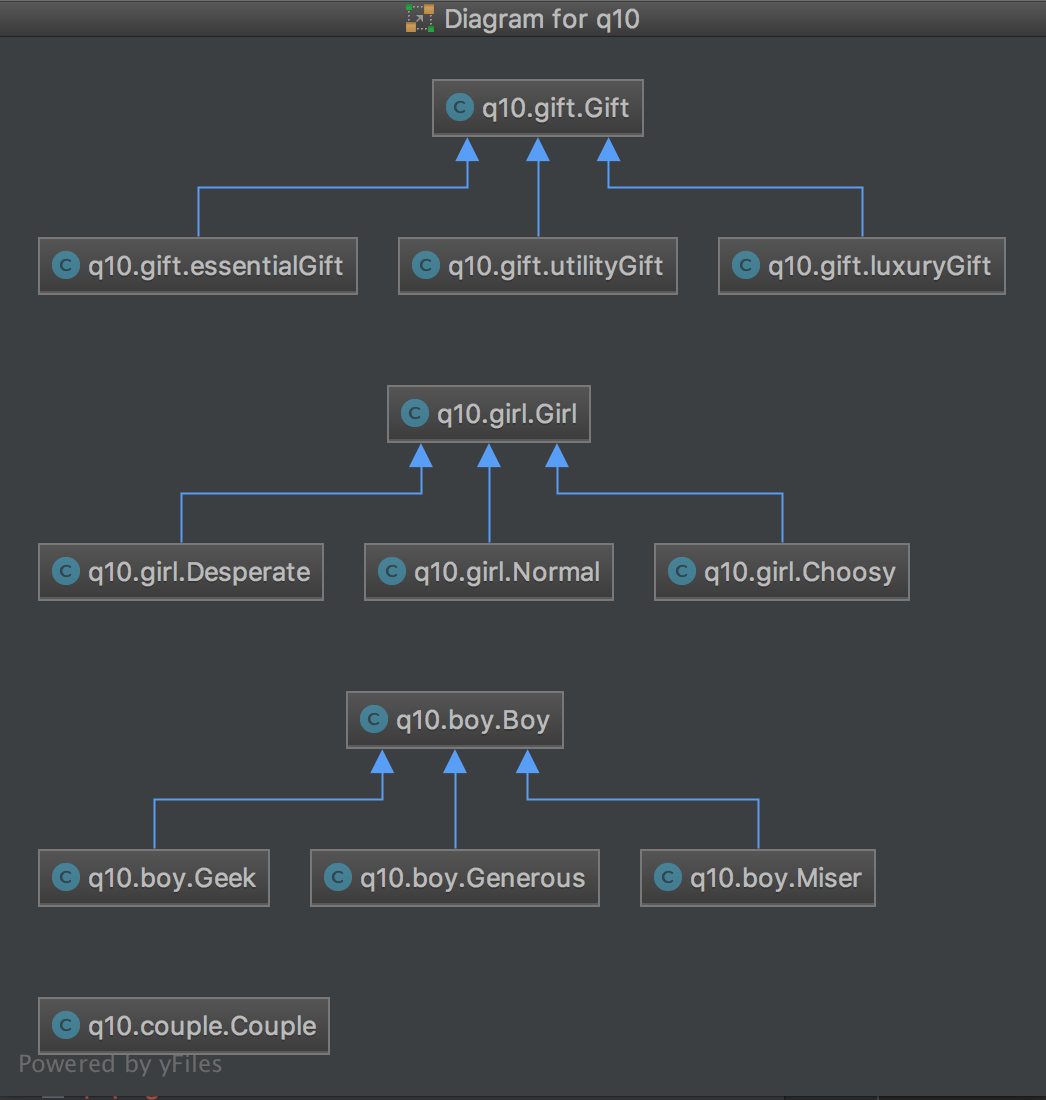 Diagram for q10
C q10.gift.Gift
C q10.gift.essentialGift C q10.gift.utilityGift C q10.gift.luxuryGift
C q10.girl.Girl
C q10.girl.Desperate C q10.girl.Normal C q10.girl.Choosy
C q10.boy.Boy
C q10.boy.Geek C q10.boy.Generous C q10.boy.Miser
C q10.couple.Couple
Powered by yFiles